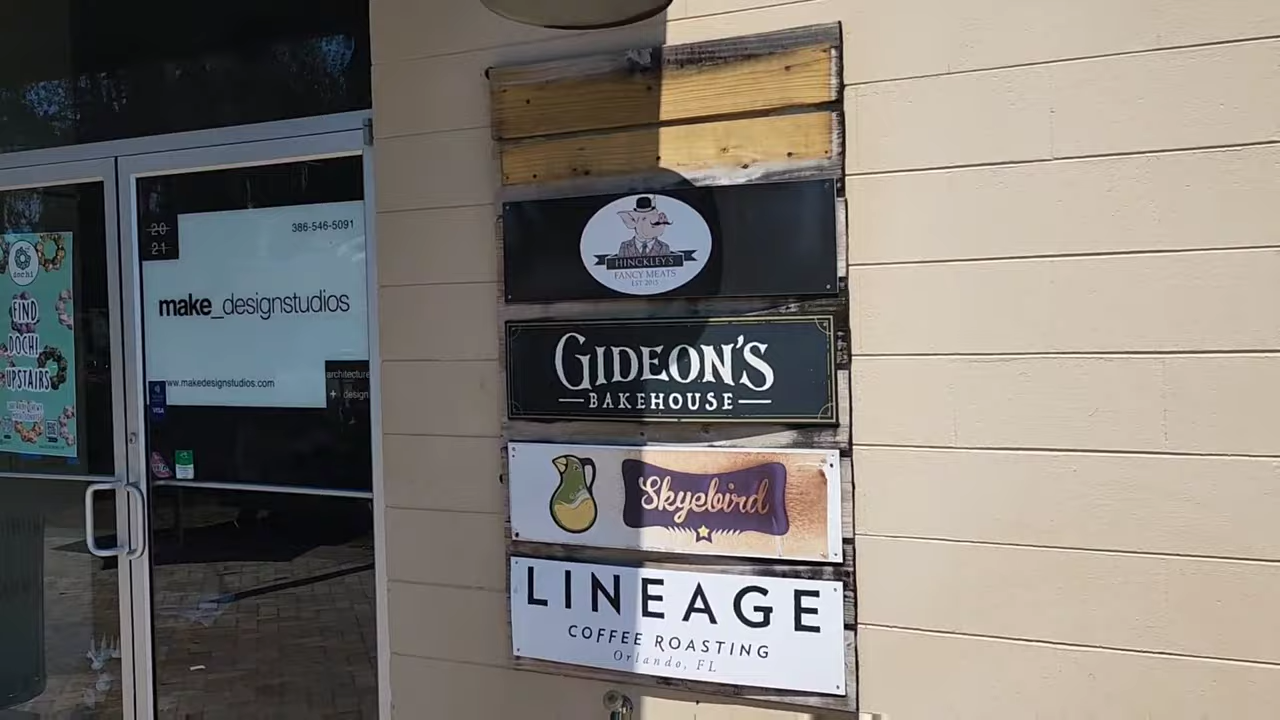 20
21
386-546-5091
make_designstudios
www.makedesignstudios.com
architecture
+ design
VISA
dochi
FIND
DOCHI
UPSTAIRS
HINCKLEY'S
FANCY MEATS
EST 2015
GIDEON'S
BAKEHOUSE
Skyebird
LINEAGE
COFFEE ROASTING
Orlando, FL